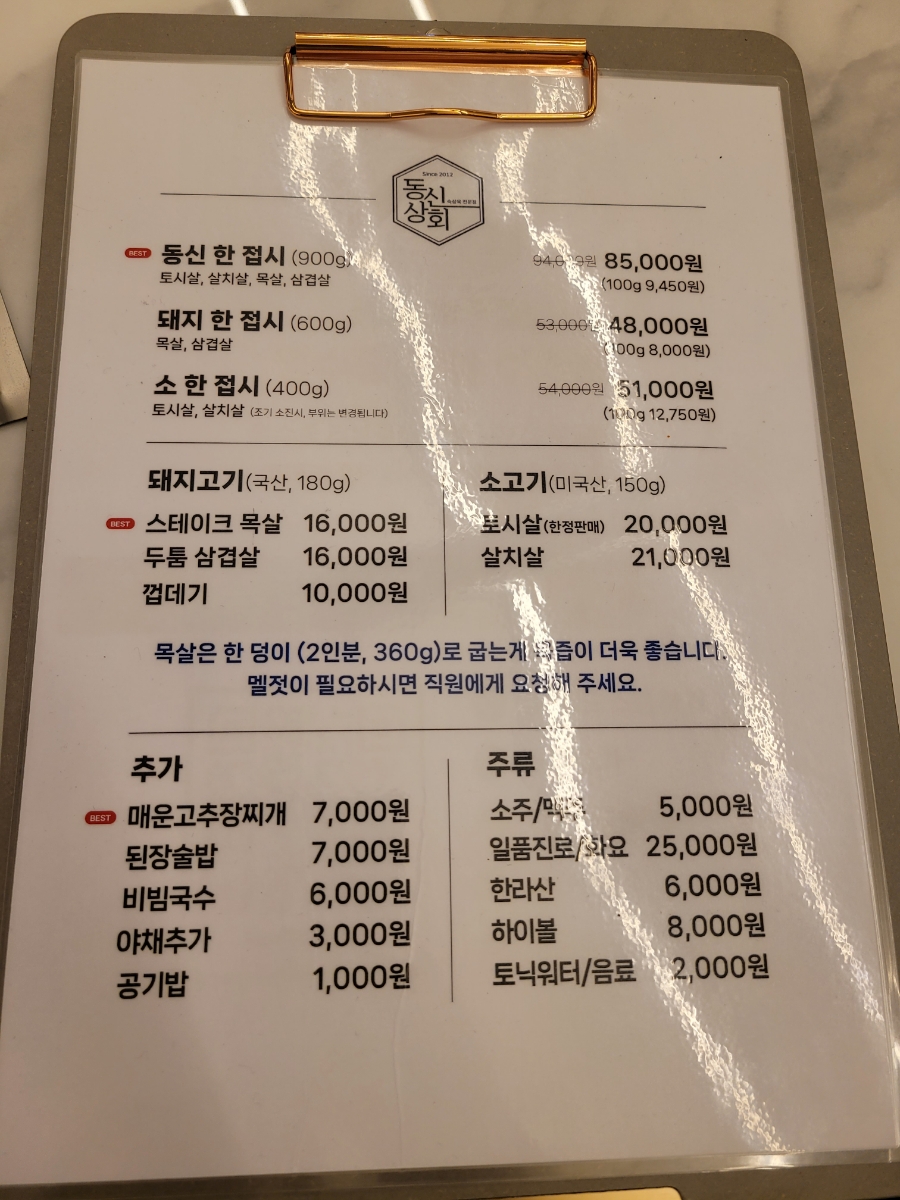 Since 2012
동신
상회
BEST 동신 한 접시 (900g) 85,000원
토시살, 살치살, 목살, 삼겹살 (100g 9,450원)
돼지 한 접시 (600g) 53,000원 48,000원
목살, 삼겹살 (100g 8,000원)
소 한 접시 (400g) 54,000원 51,000원
토시살, 살치살 (조기 소진시, 부위는 변경됩니다) (100g 12,750원)
돼지고기(국산, 180g)
BEST 스테이크 목살 16,000원
두툼 삼겹살 16,000원
껍데기 10,000원
소고기(미국산, 150g)
토시살(한정판매) 20,000원
살치살 21,000원
목살은 한 덩이 (2인분, 360g)로 굽는게 육즙이 더욱 좋습니다.
멜젓이 필요하시면 직원에게 요청해 주세요.
추가
BEST 매운고추장찌개 7,000원
된장술밥 7,000원
비빔국수 6,000원
야채추가 3,000원
공기밥 1,000원
주류
소주/맥주 5,000원
일품진로/화요 25,000원
한라산 6,000원
하이볼 8,000원
토닉워터/음료 2,000원